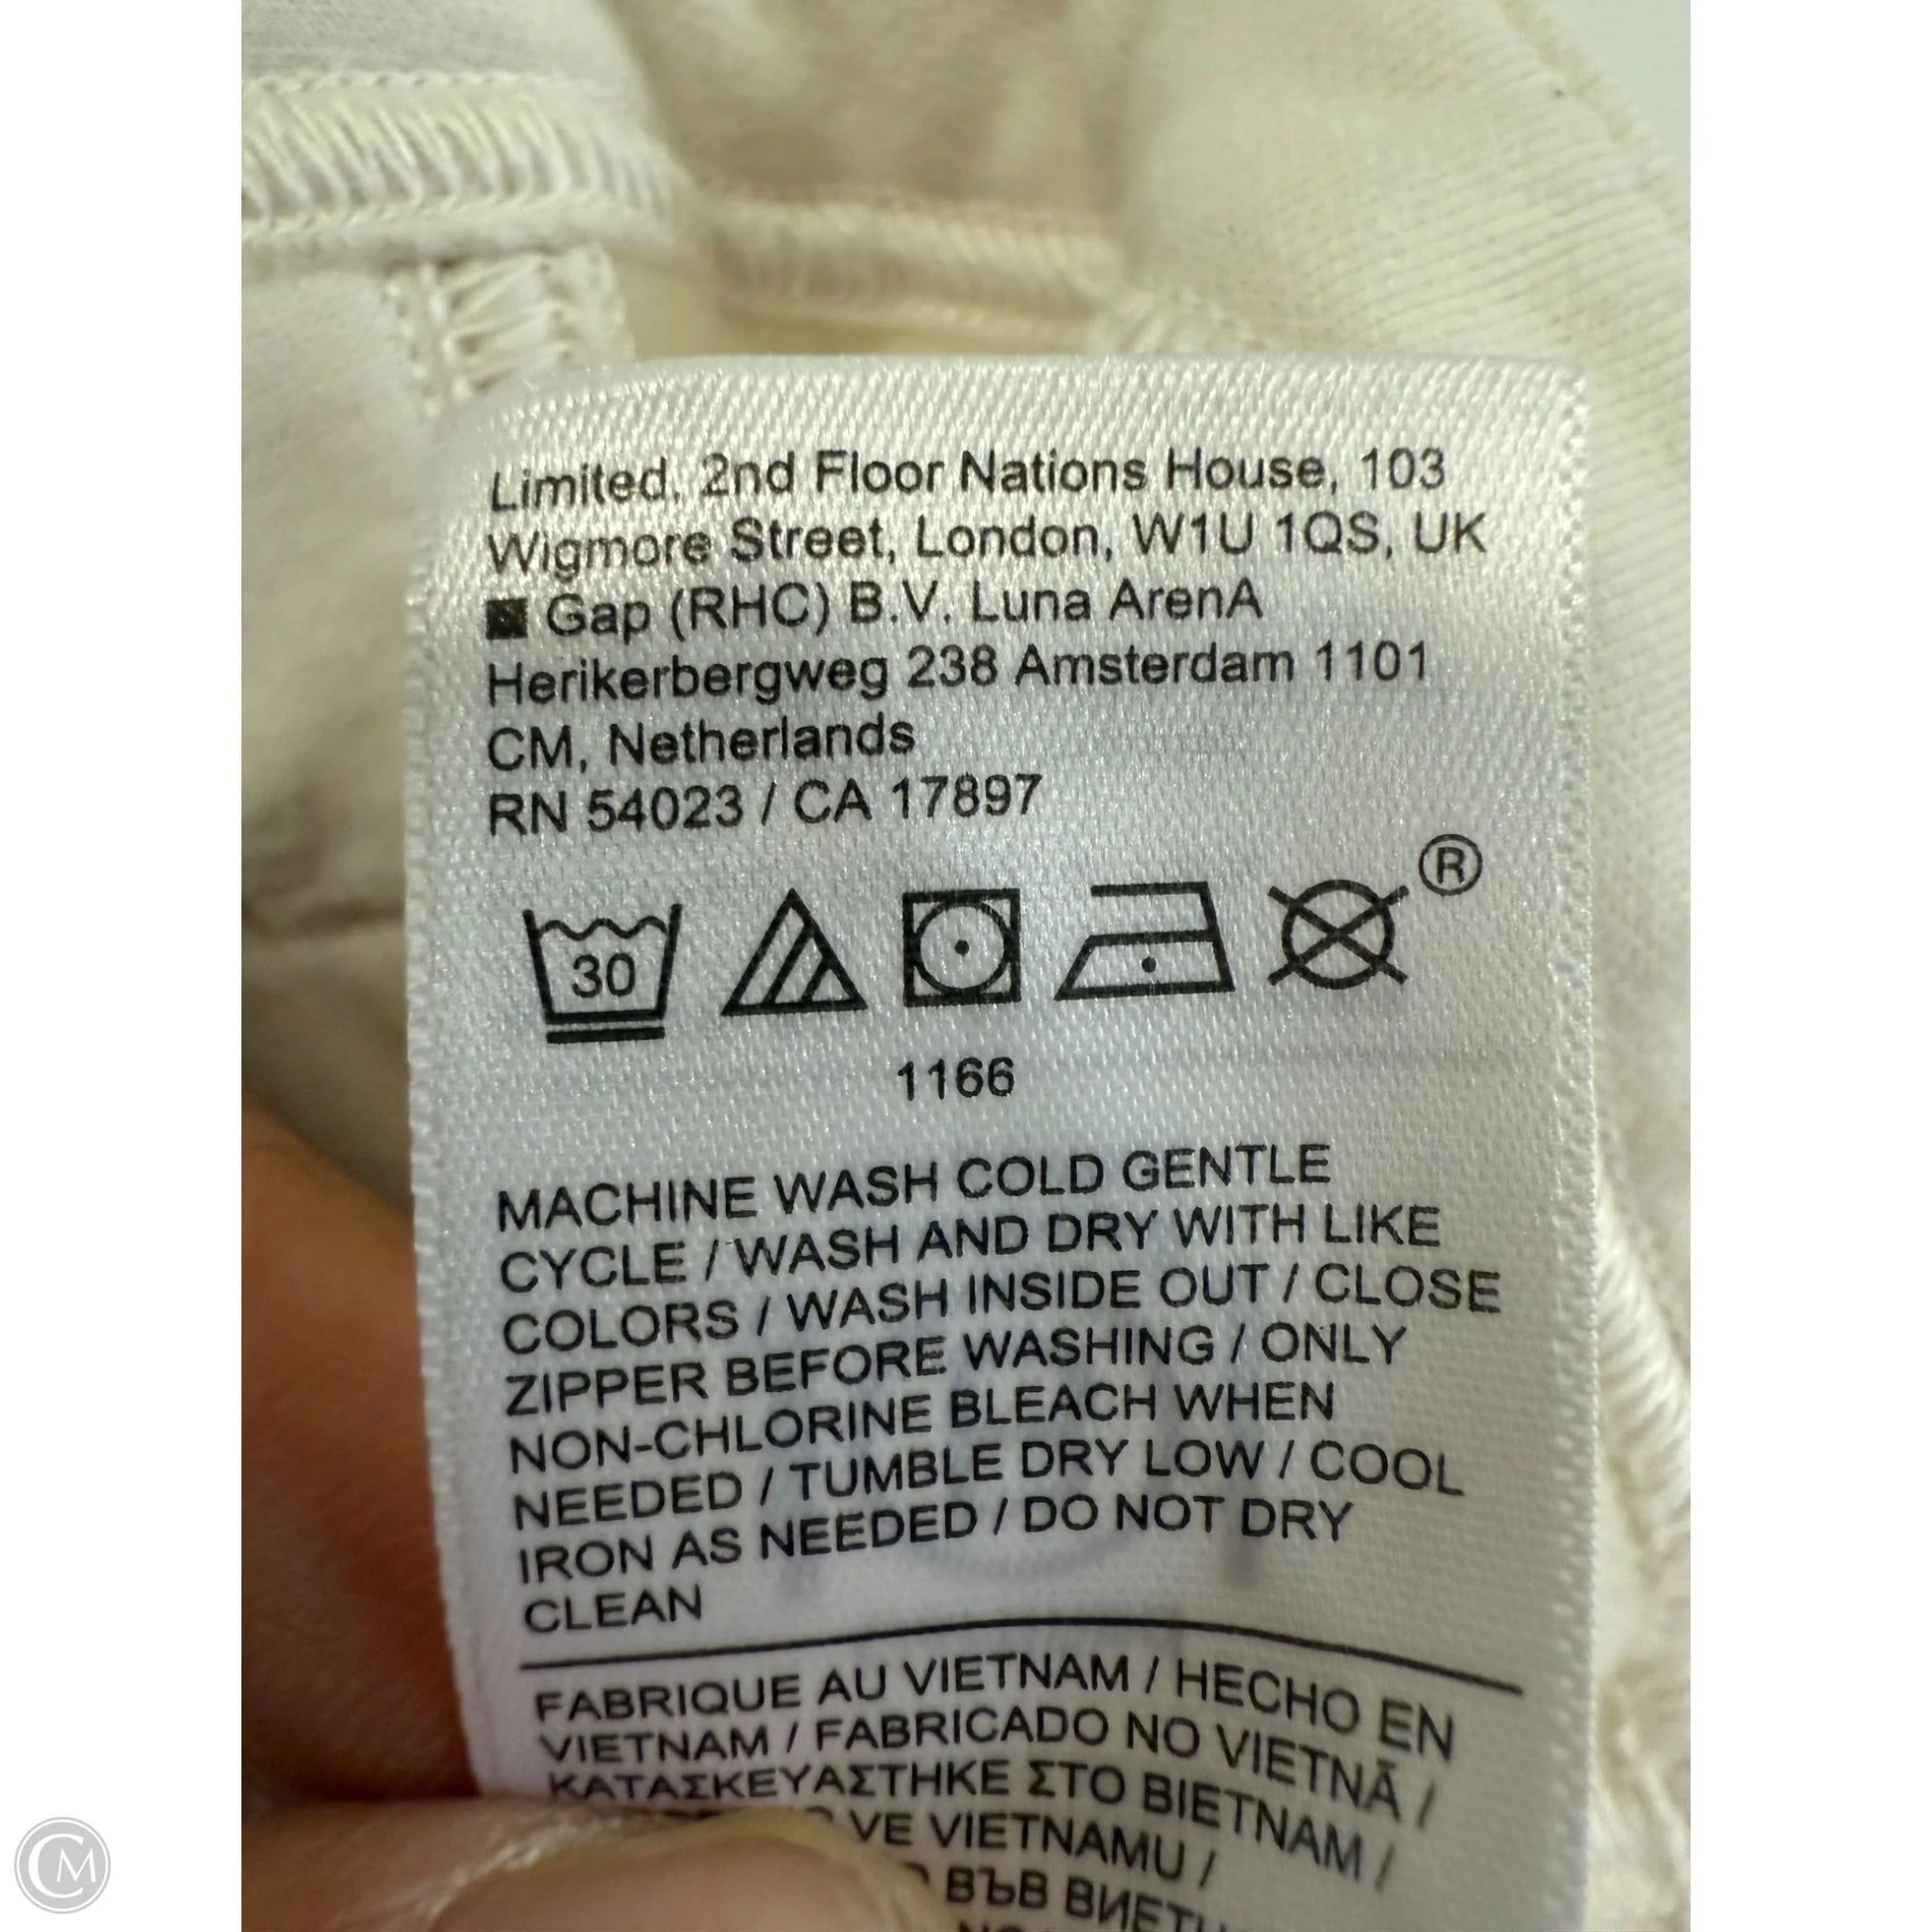 Limited, 2nd Floor Nations House, 103
Wigmore Street, London, W1U 1QS, UK
Gap (RHC) B.V. Luna ArenA
Herikerbergweg 238 Amsterdam 1101
CM, Netherlands
RN 54023 / CA 17897
®
30
1166
MACHINE WASH COLD GENTLE
CYCLE / WASH AND DRY WITH LIKE
COLORS / WASH INSIDE OUT / CLOSE
ZIPPER BEFORE WASHING / ONLY
NON-CHLORINE BLEACH WHEN
NEEDED / TUMBLE DRY LOW / COOL
IRON AS NEEDED / DO NOT DRY
CLEAN
FABRIQUE AU VIETNAM / HECHO EN
VIETNAM / FABRICADO NO VIETNÃ /
ΚΑΤΑΣΚΕΥΑΣΤΗΚΕ ΣΤΟ ΒΙΕΤΝΑΜ /
VE VIETNAMU /
ВЪВ
CM